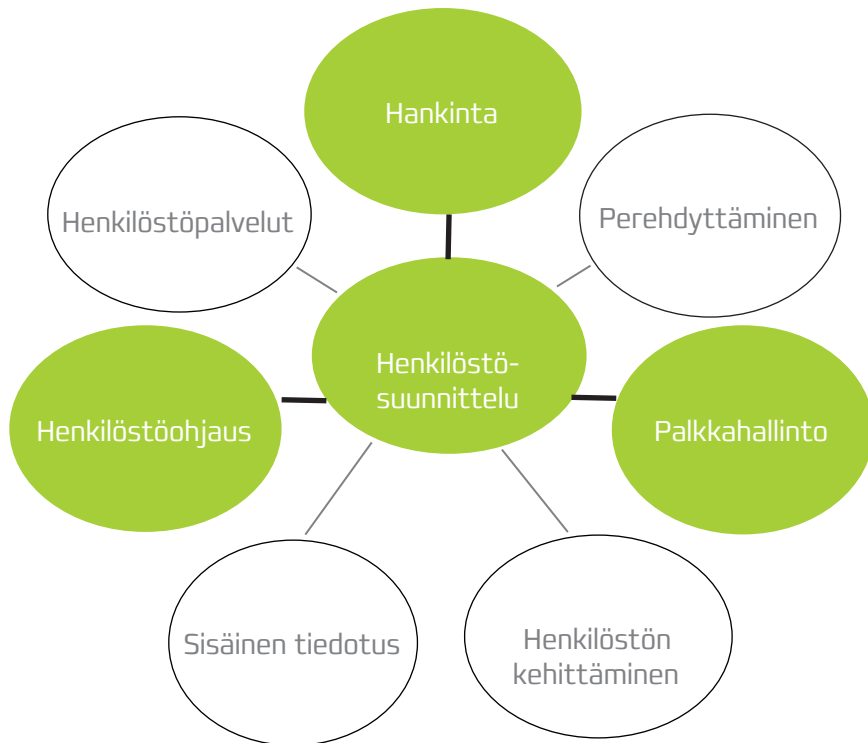 Hankinta
Henkilöstöpalvelut
Perehdyttäminen
Henkilöstö-
suunnittelu
Henkilöstöohjaus
Palkkahallinto
Sisäinen tiedotus
Henkilöstön
kehittäminen